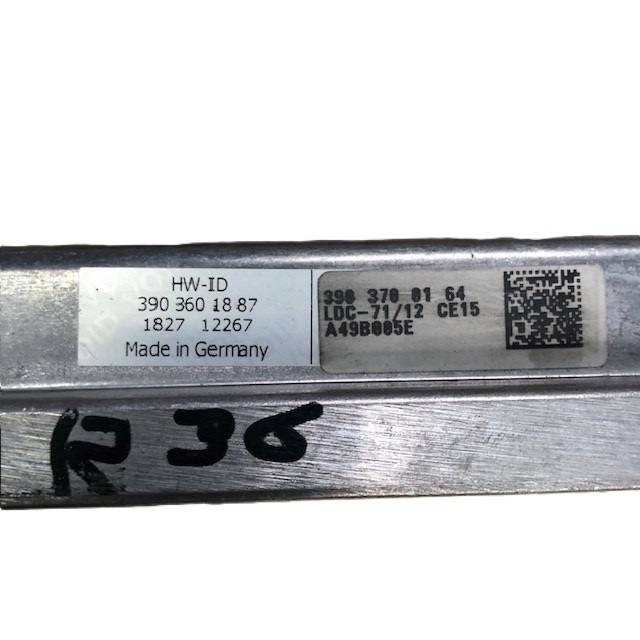 HW-ID
390 360 18 87
1827 12267
Made in Germany
390 370 01 64
LDC-71/12 CE15
A49B005E
R 36